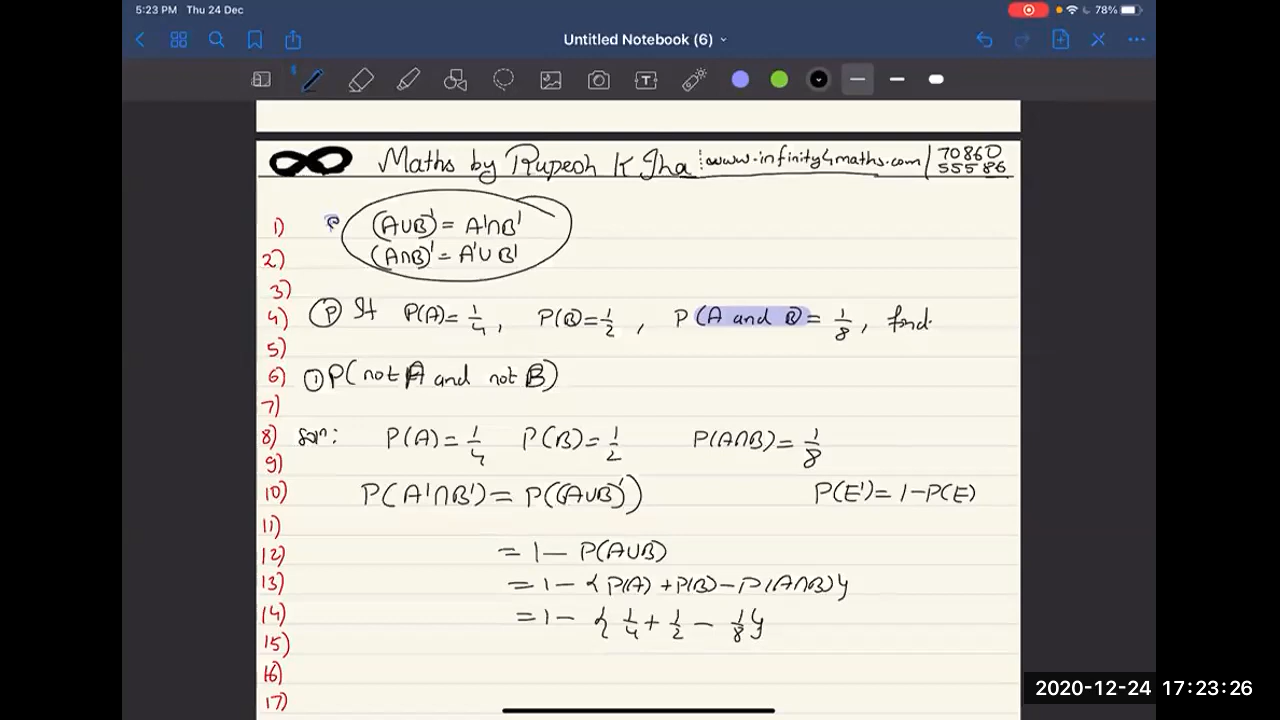 5:23 PM Thu 24 Dec 78%
Untitled Notebook (6)
Maths by Rupesh K Jha www.infinity4maths.com / 70860 55586
1) P (A∪B)' = A'∩B'
2) (A∩B)' = A'∪B'
3)
4) (P) If P(A) = 1/4, P(B) = 1/2, P(A and B) = 1/8, find.
5)
6) (1) P(not A and not B)
7)
8) Soln: P(A) = 1/4 P(B) = 1/2 P(A∩B) = 1/8
9)
10) P(A'∩B') = P((A∪B)') P(E') = 1-P(E)
11)
12) = 1 - P(A∪B)
13) = 1 - {P(A) + P(B) - P(A∩B)}
14) = 1 - {1/4 + 1/2 - 1/8}
15)
16)
17)
2020-12-24 17:23:26